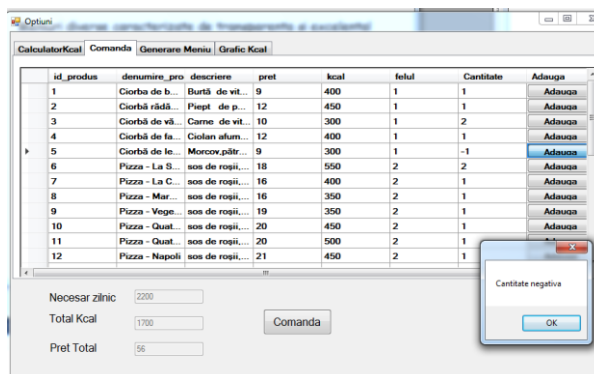 Optiuni
CalculatorKcal Comanda Generare Meniu Grafic Kcal
id_produs denumire_pro descriere pret kcal felul Cantitate Adauga
1 Ciorba de b... Burtă de vit... 9 400 1 1 Adauga
2 Ciorbă rădă... Piept de p... 12 450 1 1 Adauga
3 Ciorbă de vă... Carne de vit... 10 300 1 2 Adauga
4 Ciorbă de fa... Ciolan afum... 12 400 1 1 Adauga
5 Ciorbă de le... Morcov,pătr... 9 300 1 -1 Adauga
6 Pizza - La S... sos de roşii,... 18 550 2 2 Adauga
7 Pizza - La C... sos de roşii,... 16 400 2 1 Adauga
8 Pizza - Mar... sos de roşii,... 16 350 2 1 Adauga
9 Pizza - Vege... sos de roşii,... 19 350 2 1 Adauga
10 Pizza - Quat... sos de roşii,... 20 450 2 1 Adauga
11 Pizza - Quat... sos de roşii,... 20 500 2 1
12 Pizza - Napoli sos de roşii,... 21 450 2 1
Cantitate negativa
OK
Necesar zilnic 2200
Total Kcal 1700
Comanda
Pret Total 56